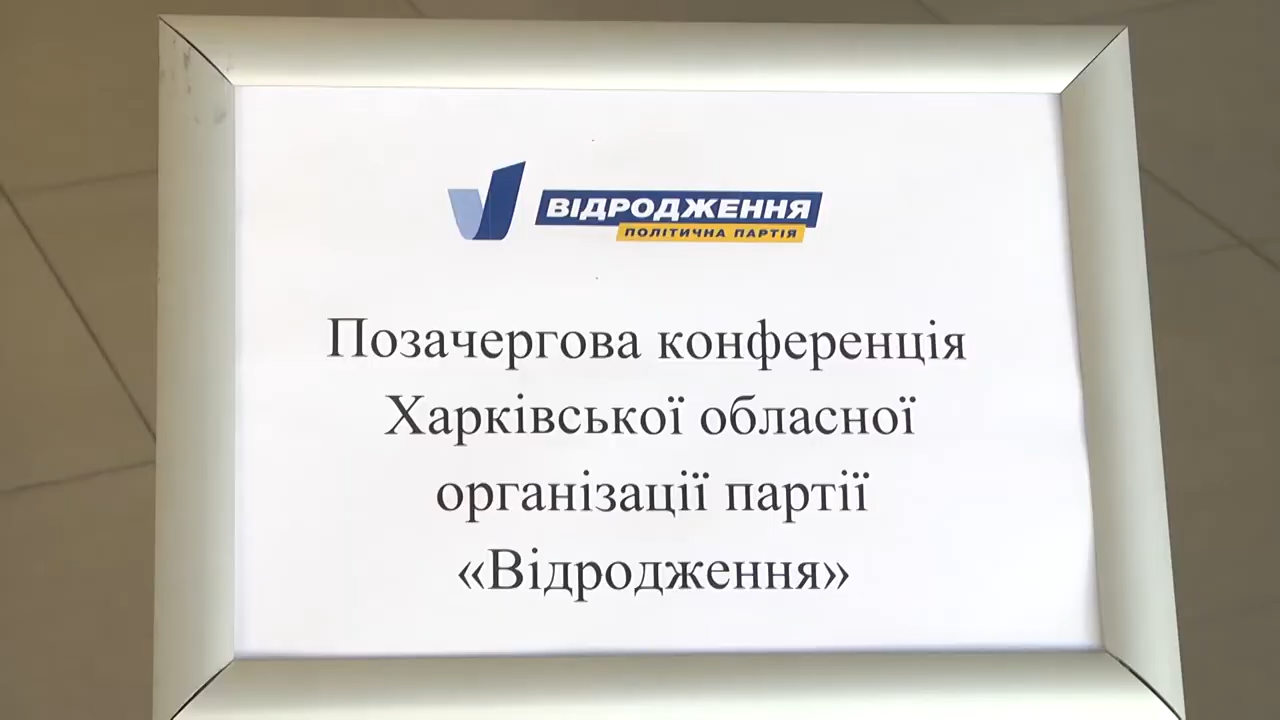 ВІДРОДЖЕННЯ
ПОЛІТИЧНА ПАРТІЯ
Позачергова конференція
Харківської обласної
організації партії
«Відродження»